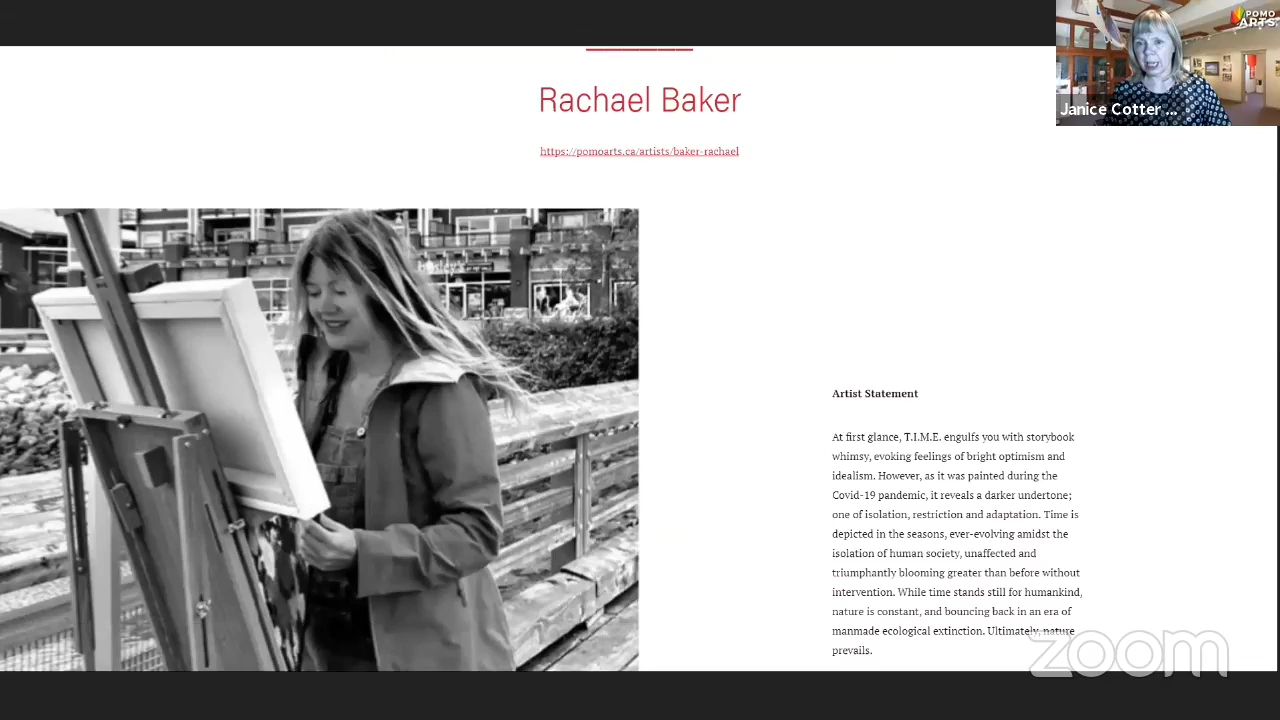 POMO
ARTS.
Janice Cotter ...
Rachael Baker
https://pomoarts.ca/artists/baker-rachael
Artist Statement
At first glance, T.I.M.E. engulfs you with storybook
whimsy, evoking feelings of bright optimism and
idealism. However, as it was painted during the
Covid-19 pandemic, it reveals a darker undertone;
one of isolation, restriction and adaptation. Time is
depicted in the seasons, ever-evolving amidst the
isolation of human society, unaffected and
triumphantly blooming greater than before without
intervention. While time stands still for humankind,
nature is constant, and bouncing back in an era of
manmade ecological extinction. Ultimately, nature
prevails.
zoom